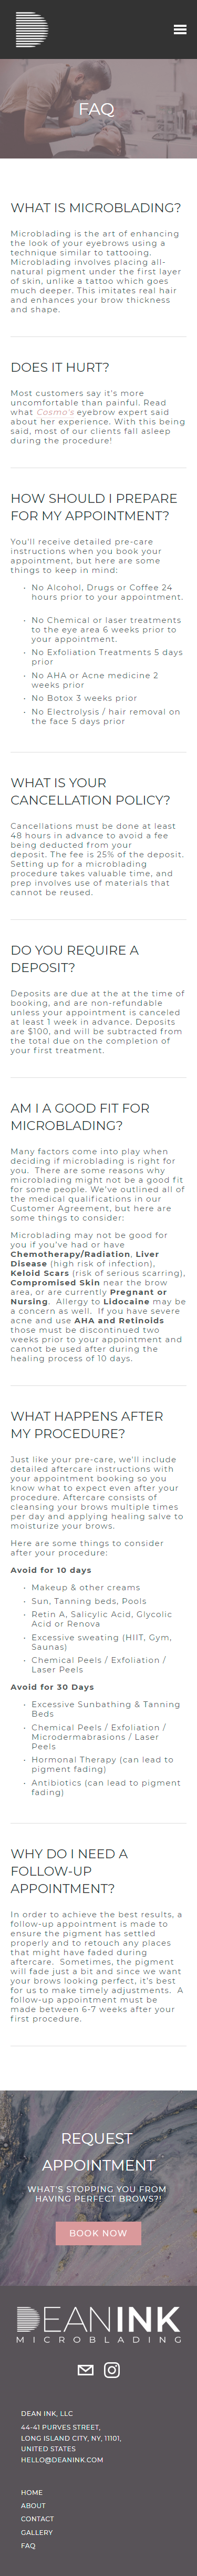 FAQ
WHAT IS MICROBLADING?
Microblading is the art of enhancing
the look of your eyebrows using a
technique similar to tattooing.
Microblading involves placing all-
natural pigment under the first layer
of skin, unlike a tattoo which goes
much deeper. This imitates real hair
and enhances your brow thickness
and shape.
DOES IT HURT?
Most customers say it's more
uncomfortable than painful. Read
what Cosmo's eyebrow expert said
about her experience. With this being
said, most of our clients fall asleep
during the procedure!
HOW SHOULD I PREPARE
FOR MY APPOINTMENT?
You'll receive detailed pre-care
instructions when you book your
appointment, but here are some
things to keep in mind:
• No Alcohol, Drugs or Coffee 24
hours prior to your appointment.
• No Chemical or laser treatments
to the eye area 6 weeks prior to
your appointment.
• No Exfoliation Treatments 5 days
prior
• No AHA or Acne medicine 2
weeks prior
• No Botox 3 weeks prior
• No Electrolysis / hair removal on
the face 5 days prior
WHAT IS YOUR
CANCELLATION POLICY?
Cancellations must be done at least
48 hours in advance to avoid a fee
being deducted from your
deposit. The fee is 25% of the deposit.
Setting up for a microblading
procedure takes valuable time, and
prep involves use of materials that
cannot be reused.
DO YOU REQUIRE A
DEPOSIT?
Deposits are due at the at the time of
booking, and are non-refundable
unless your appointment is canceled
at least 1 week in advance. Deposits
are $100, and will be subtracted from
the total due on the completion of
your first treatment.
AM I A GOOD FIT FOR
MICROBLADING?
Many factors come into play when
deciding if microblading is right for
you. There are some reasons why
microblading might not be a good fit
for some people. We've outlined all of
the medical qualifications in our
Customer Agreement, but here are
some things to consider:
Microblading may not be good for
you if you've had or have
Chemotherapy/Radiation, Liver
Disease (high risk of infection),
Keloid Scars (risk of serious scarring),
Compromised Skin near the brow
area, or are currently Pregnant or
Nursing. Allergy to Lidocaine may be
a concern as well. If you have severe
acne and use AHA and Retinoids
those must be discontinued two
weeks prior to your appointment and
cannot be used after during the
healing process of 10 days.
WHAT HAPPENS AFTER
MY PROCEDURE?
Just like your pre-care, we'll include
detailed aftercare instructions with
your appointment booking so you
know what to expect even after your
procedure. Aftercare consists of
cleansing your brows multiple times
per day and applying healing salve to
moisturize your brows.
Here are some things to consider
after your procedure:
Avoid for 10 days
• Makeup & other creams
• Sun, Tanning beds, Pools
• Retin A, Salicylic Acid, Glycolic
Acid or Renova
• Excessive sweating (HIIT, Gym,
Saunas)
• Chemical Peels / Exfoliation /
Laser Peels
Avoid for 30 Days
• Excessive Sunbathing & Tanning
Beds
• Chemical Peels / Exfoliation /
Microdermabrasions / Laser
Peels
• Hormonal Therapy (can lead to
pigment fading)
• Antibiotics (can lead to pigment
fading)
WHY DO I NEED A
FOLLOW-UP
APPOINTMENT?
In order to achieve the best results, a
follow-up appointment is made to
ensure the pigment has settled
properly and to retouch any places
that might have faded during
aftercare. Sometimes, the pigment
will fade just a bit and since we want
your brows looking perfect, it's best
for us to make timely adjustments. A
follow-up appointment must be
made between 6-7 weeks after your
first procedure.
REQUEST
APPOINTMENT
WHAT'S STOPPING YOU FROM
HAVING PERFECT BROWS?!
BOOK NOW
DEANINK
MICROBLADING
DEAN INK, LLC
44-41 PURVES STREET,
LONG ISLAND CITY, NY, 11101,
UNITED STATES
HELLO@DEANINK.COM
HOME
ABOUT
CONTACT
GALLERY
FAQ